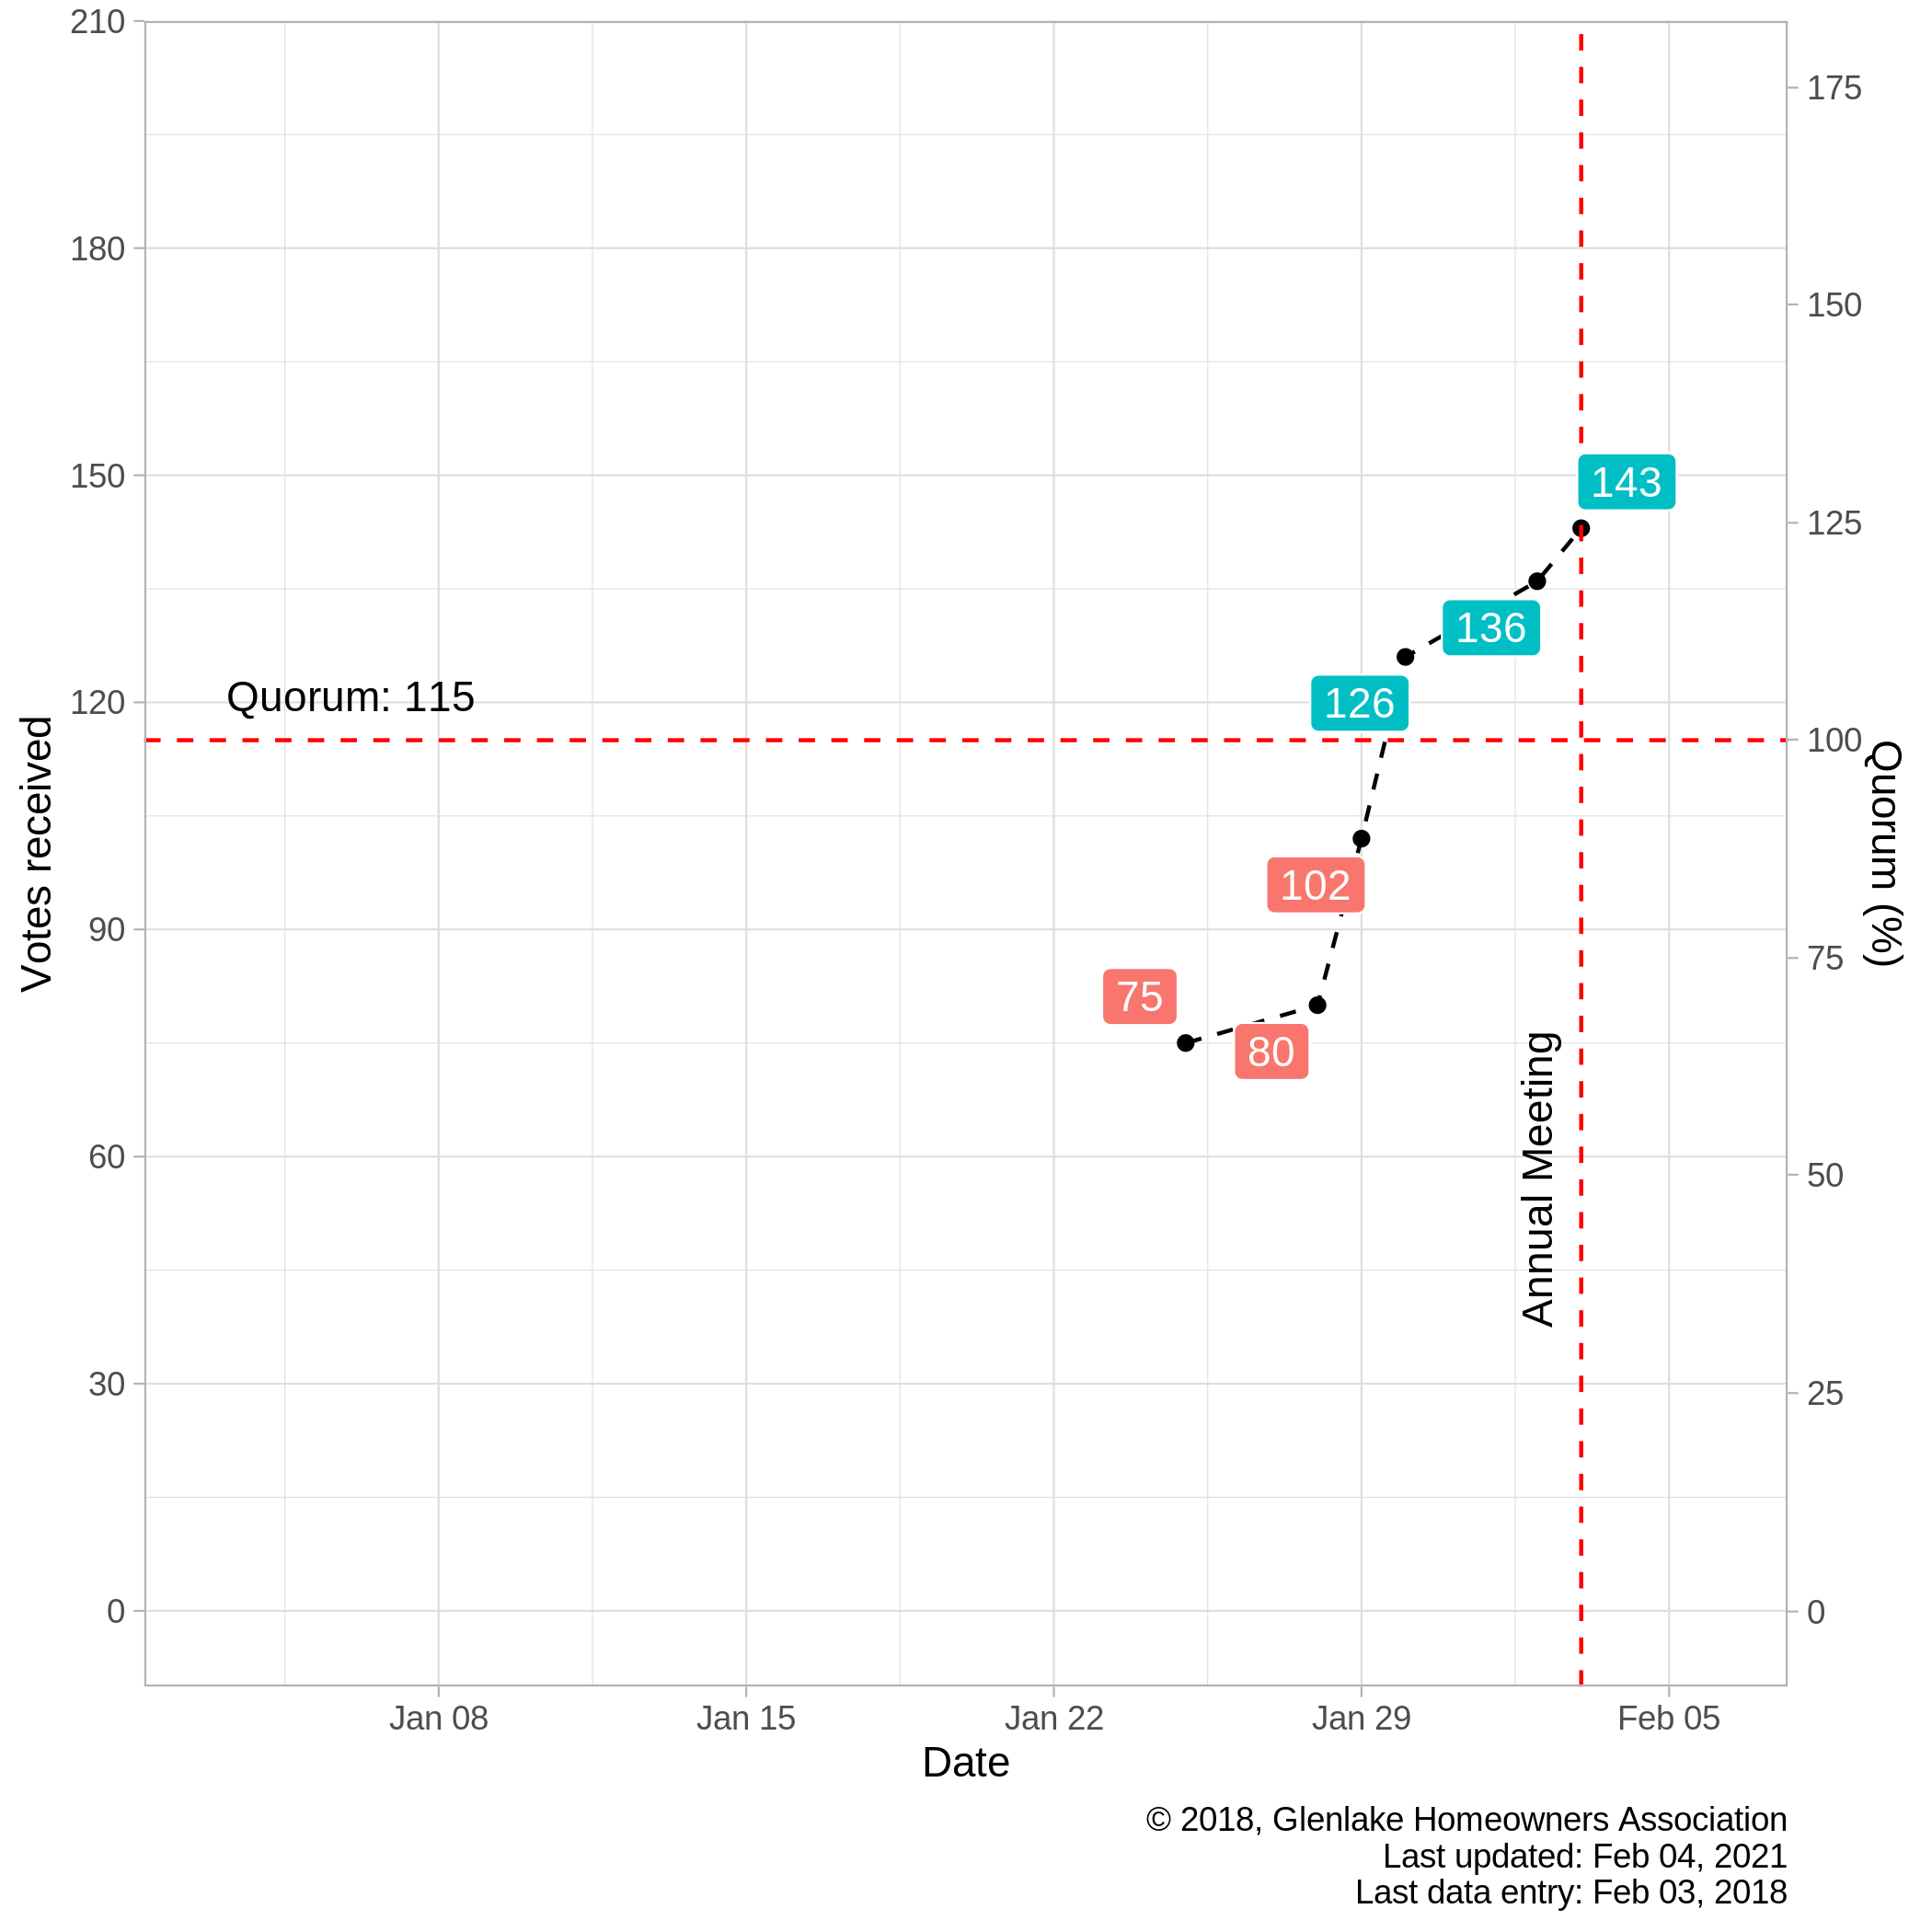 210
180
150
120
90
60
30
0
Votes received
175
150
125
100
75
50
25
0
Quorum (%)
Quorum: 115
Annual Meeting
75
80
102
126
136
143
Jan 08
Jan 15
Jan 22
Jan 29
Feb 05
Date
© 2018, Glenlake Homeowners Association
Last updated: Feb 04, 2021
Last data entry: Feb 03, 2018